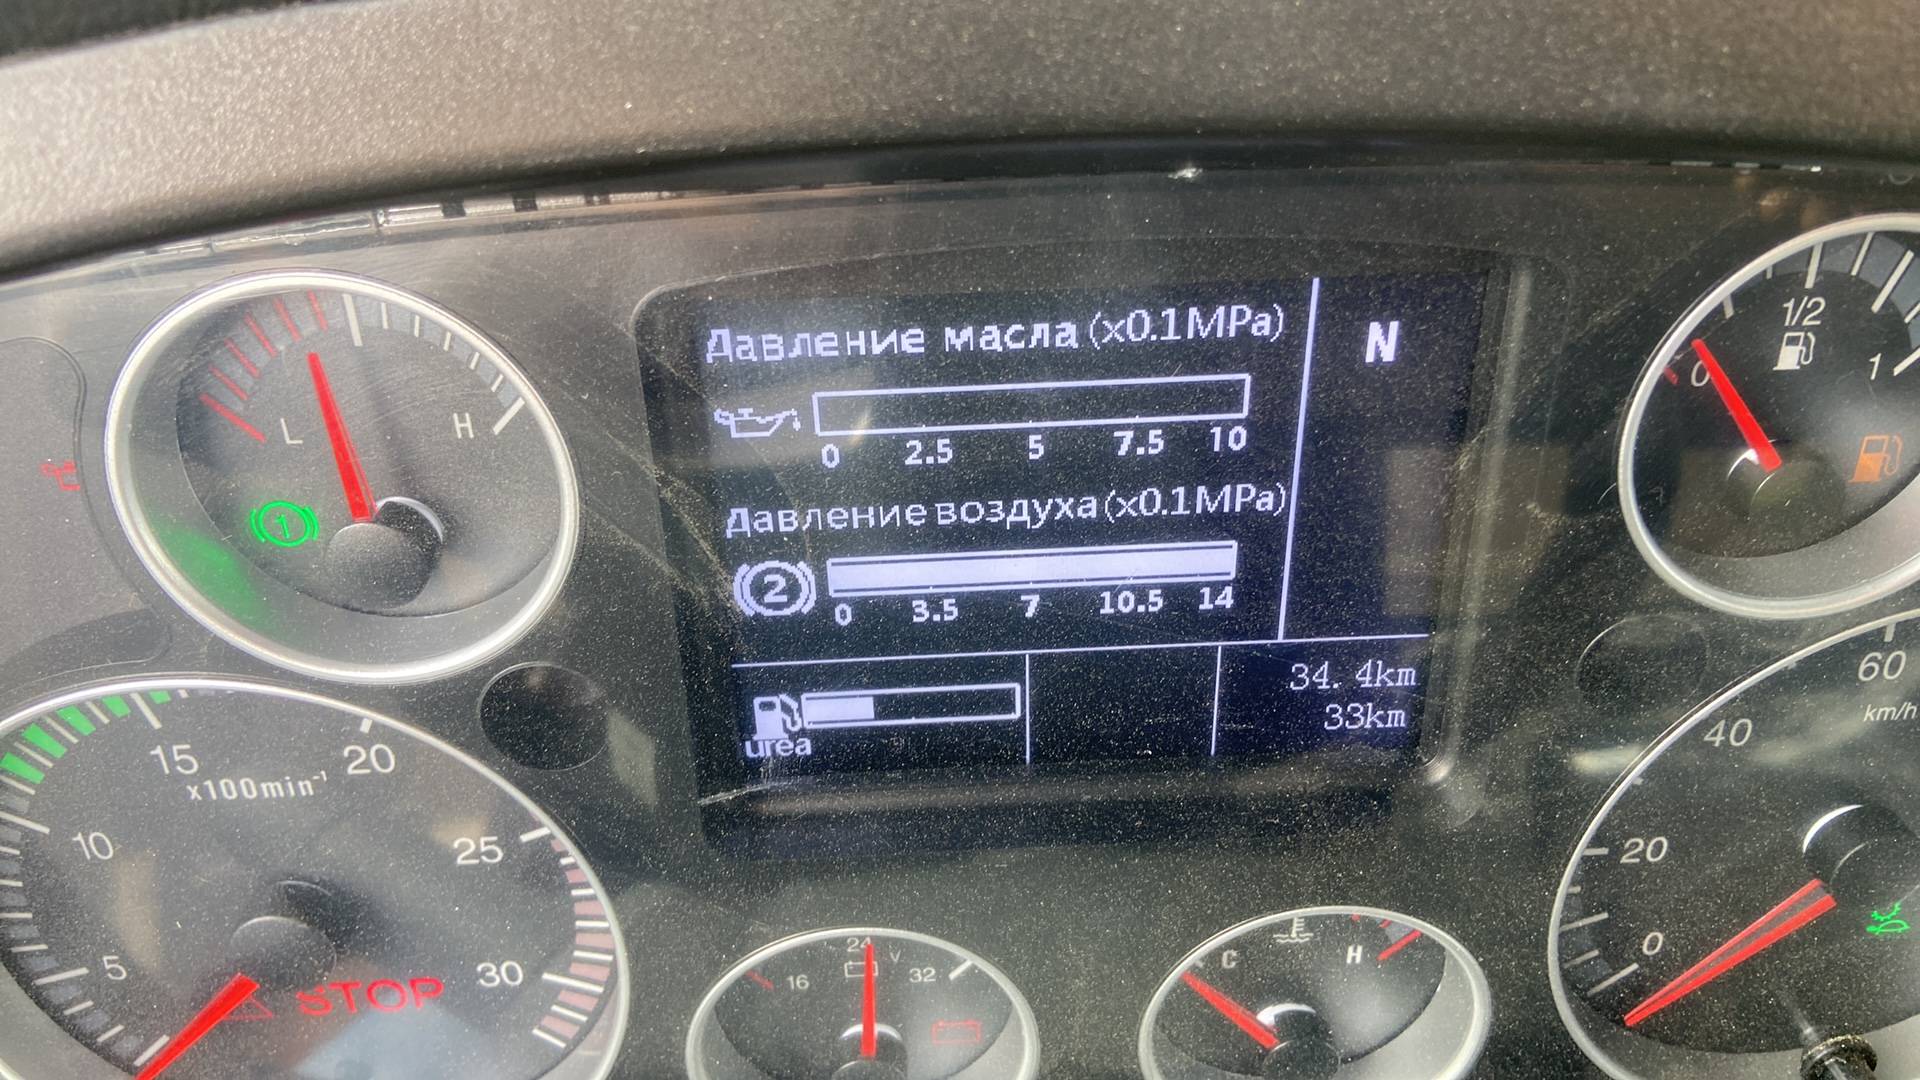 Давление масла (x0.1MPa)
0 2.5 5 7.5 10
Давление воздуха (x0.1MPa)
2
0 3.5 7 10.5 14
N
urea
34.4km
33km
L H
1
0 1/2 1
5 10 15 20 25 30
x100min⁻¹
STOP
16 24 32
V
C H
0 20 40 60
km/h